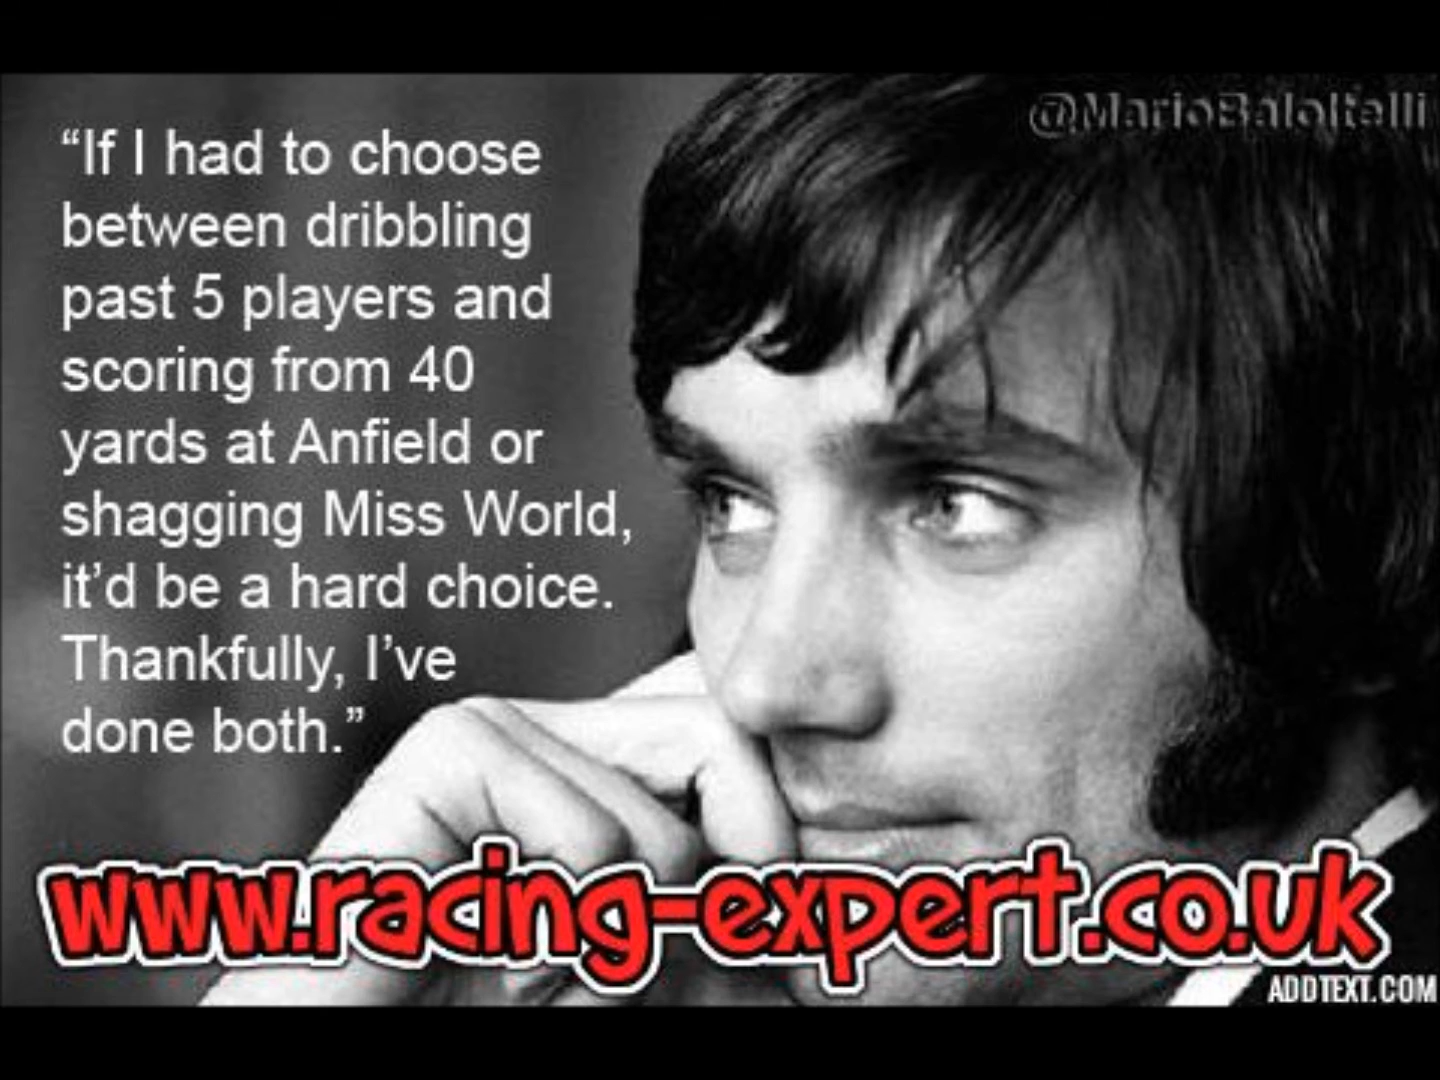 @MarioBaloltelli
“If I had to choose
between dribbling
past 5 players and
scoring from 40
yards at Anfield or
shagging Miss World,
it’d be a hard choice.
Thankfully, I’ve
done both.”
www.racing-expert.co.uk
ADDTEXT.COM